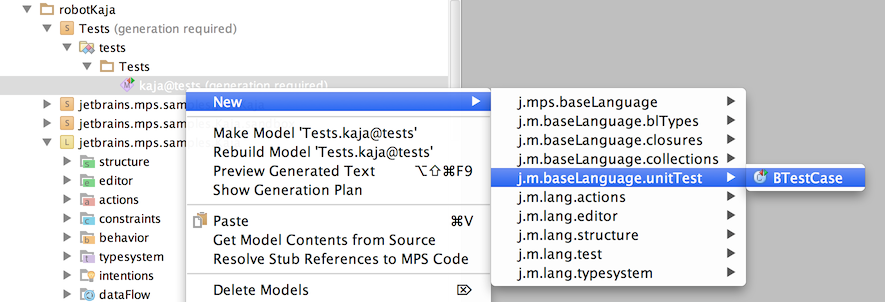 robotKaja
Tests (generation required)
tests
Tests
kaja@tests (generation required)
jetbrains.mps.sam
jetbrains.mps.sam
jetbrains.mps.sam
structure
editor
actions
constraints
behavior
typesystem
intentions
dataFlow
New
Make Model 'Tests.kaja@tests'
Rebuild Model 'Tests.kaja@tests'
Preview Generated Text ⌥⇧⌘F9
Show Generation Plan
Paste ⌘V
Get Model Contents from Source
Resolve Stub References to MPS Code
Delete Models ⌦
j.mps.baseLanguage
j.m.baseLanguage.blTypes
j.m.baseLanguage.closures
j.m.baseLanguage.collections
j.m.baseLanguage.unitTest
j.m.lang.actions
j.m.lang.editor
j.m.lang.structure
j.m.lang.test
j.m.lang.typesystem
BTestCase